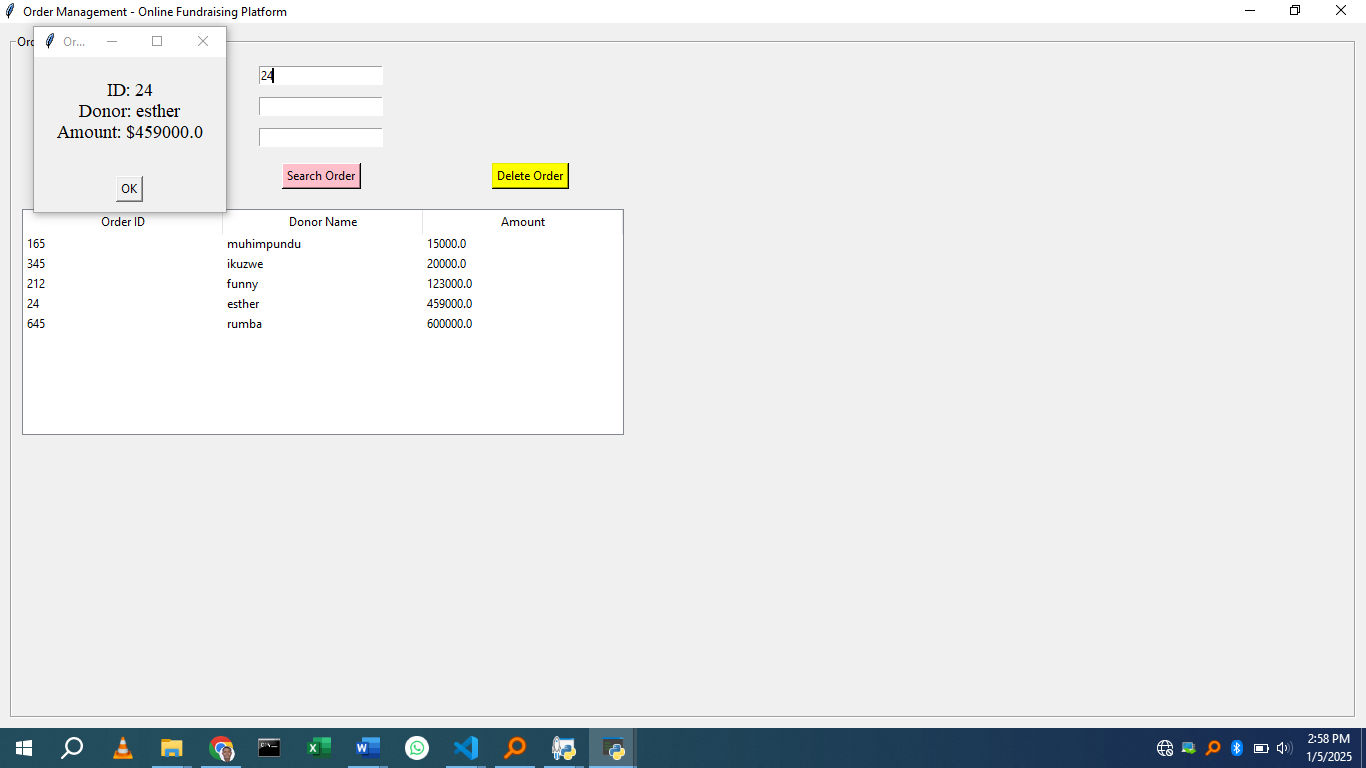 Order Management - Online Fundraising Platform
Or...
ID: 24
Donor: esther
Amount: $459000.0
OK
24
Search Order
Delete Order
Order ID Donor Name Amount
165 muhimpundu 15000.0
345 ikuzwe 20000.0
212 funny 123000.0
24 esther 459000.0
645 rumba 600000.0
2:58 PM
1/5/2025